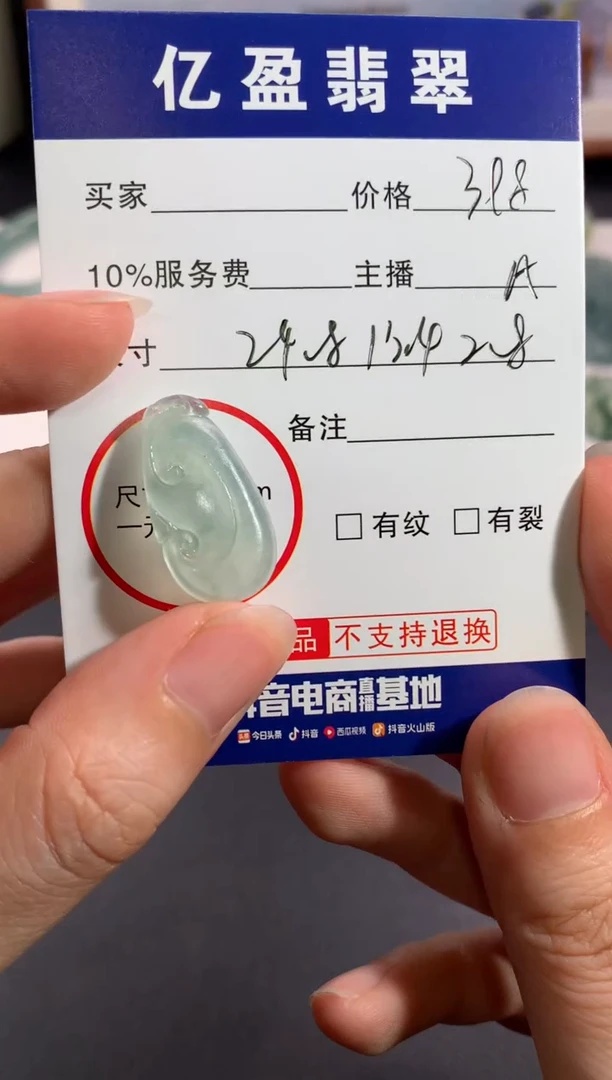 亿盈翡翠
买家 价格 398
10%服务费 主播 A
寸 24.8 13.4 2.8
备注
尺 m
一元
有纹 有裂
品 不支持退换
音电商直播基地
今日头条 抖音 西瓜视频 抖音火山版